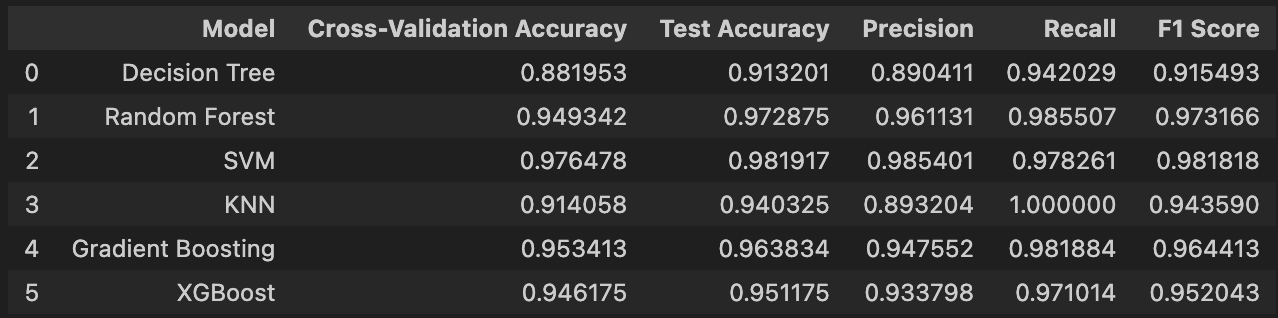 Model Cross-Validation Accuracy Test Accuracy Precision Recall F1 Score
0 Decision Tree 0.881953 0.913201 0.890411 0.942029 0.915493
1 Random Forest 0.949342 0.972875 0.961131 0.985507 0.973166
2 SVM 0.976478 0.981917 0.985401 0.978261 0.981818
3 KNN 0.914058 0.940325 0.893204 1.000000 0.943590
4 Gradient Boosting 0.953413 0.963834 0.947552 0.981884 0.964413
5 XGBoost 0.946175 0.951175 0.933798 0.971014 0.952043